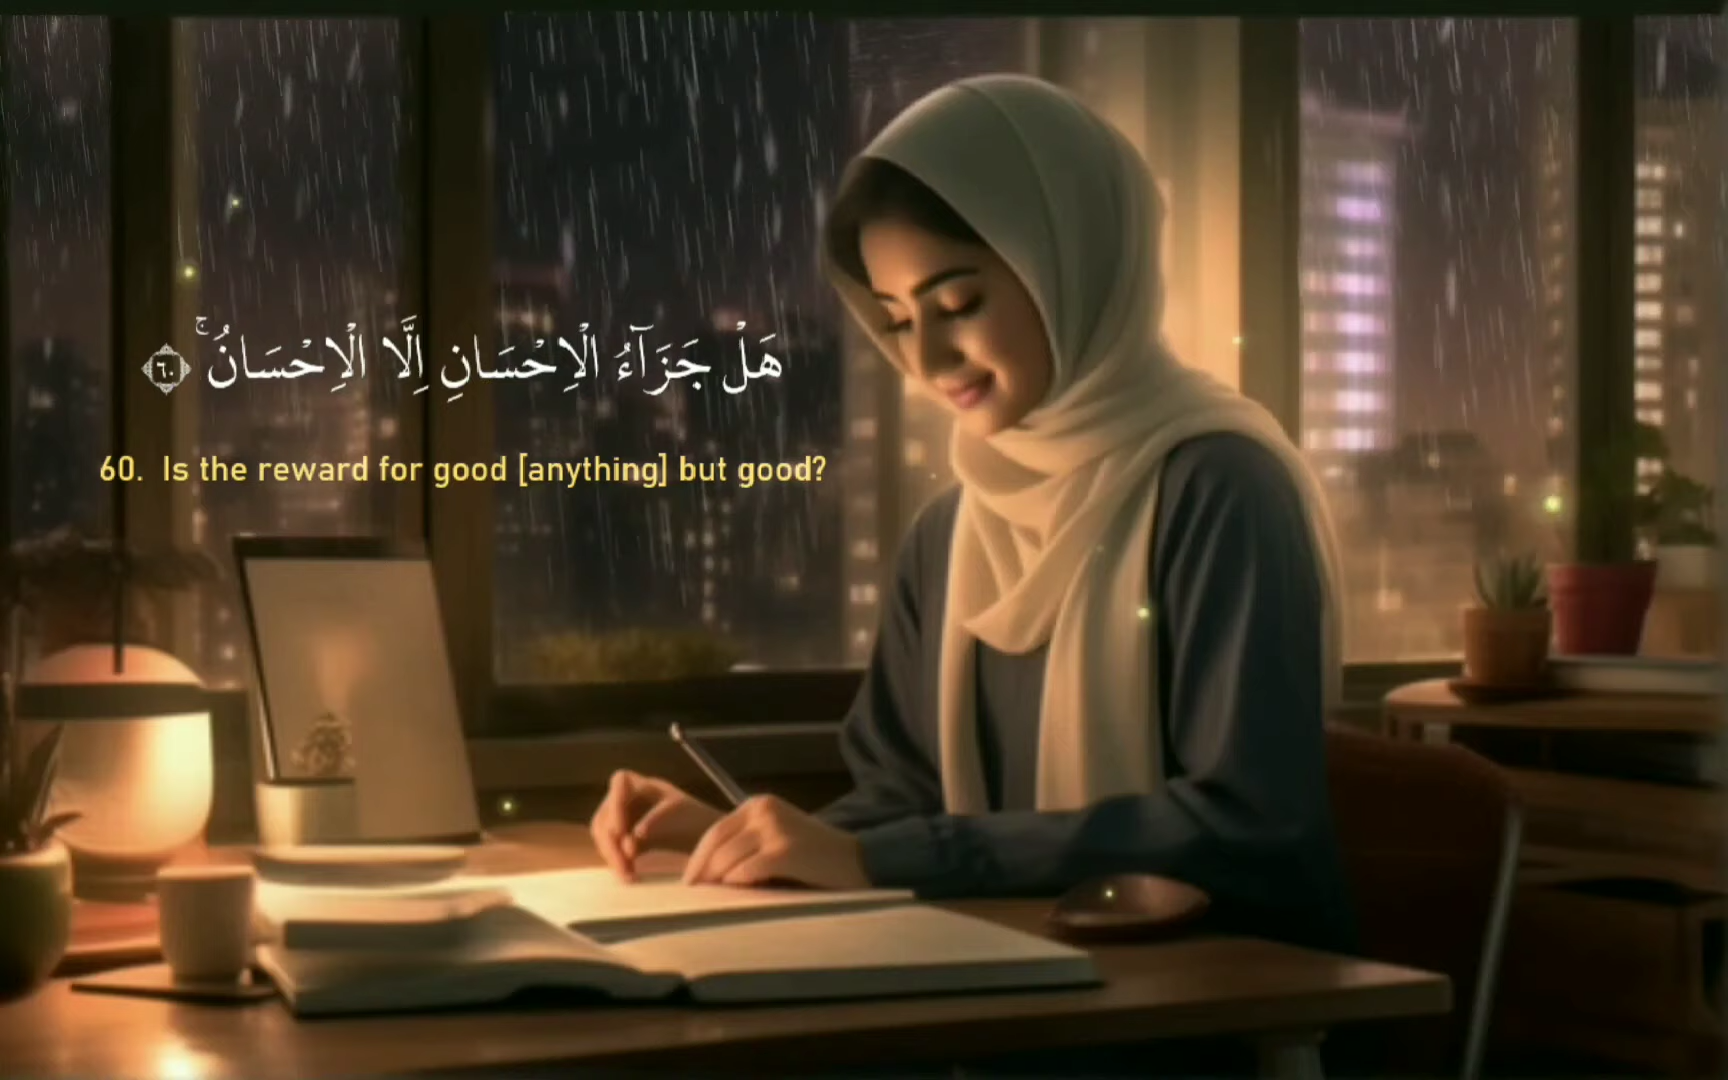 هَلْ جَزَآءُ الْاِحْسَانِ اِلَّا الْاِحْسَانُۚ ٦٠
60. Is the reward for good [anything] but good?